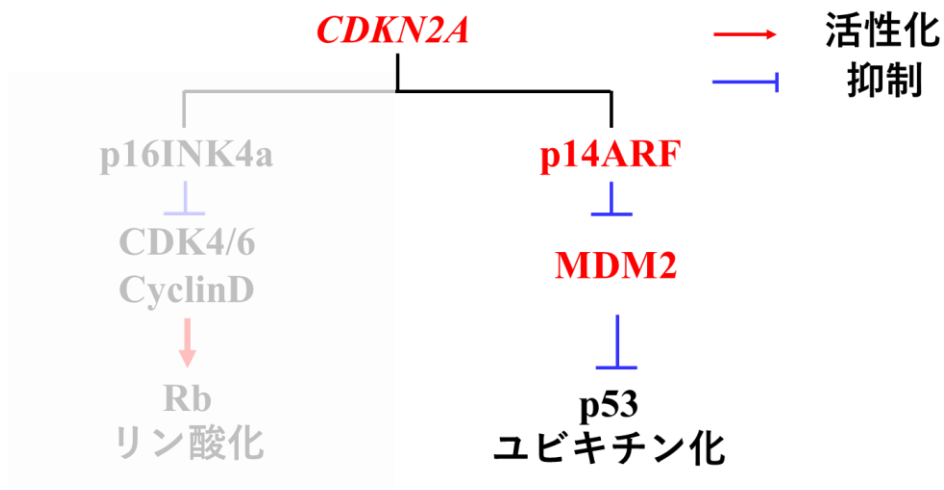 CDKN2A
活性化
抑制
p16INK4a
CDK4/6
CyclinD
Rb
リン酸化
p14ARF
MDM2
p53
ユビキチン化